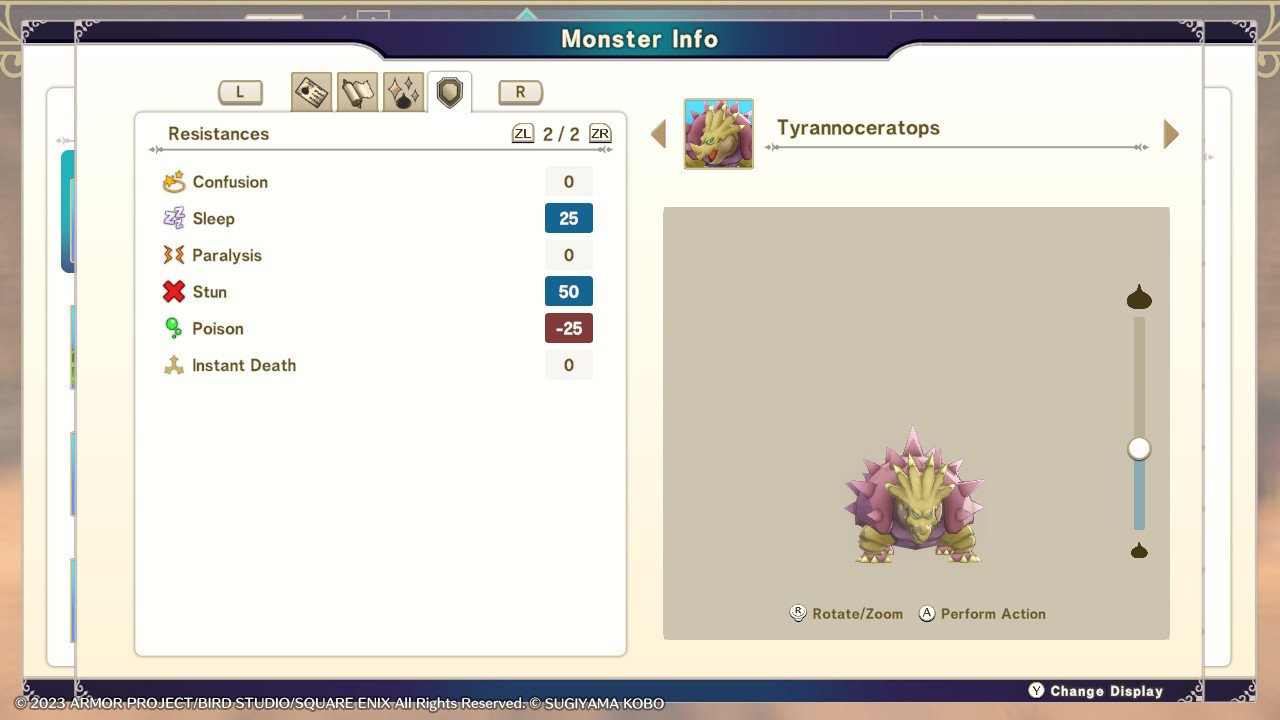 Monster Info
L
R
Resistances
ZL 2 / 2 ZR
Confusion 0
Sleep 25
Paralysis 0
Stun 50
Poison -25
Instant Death 0
Tyrannoceratops
R Rotate/Zoom A Perform Action
Y Change Display
© 2023 ARMOR PROJECT/BIRD STUDIO/SQUARE ENIX All Rights Reserved. © SUGIYAMA KOBO